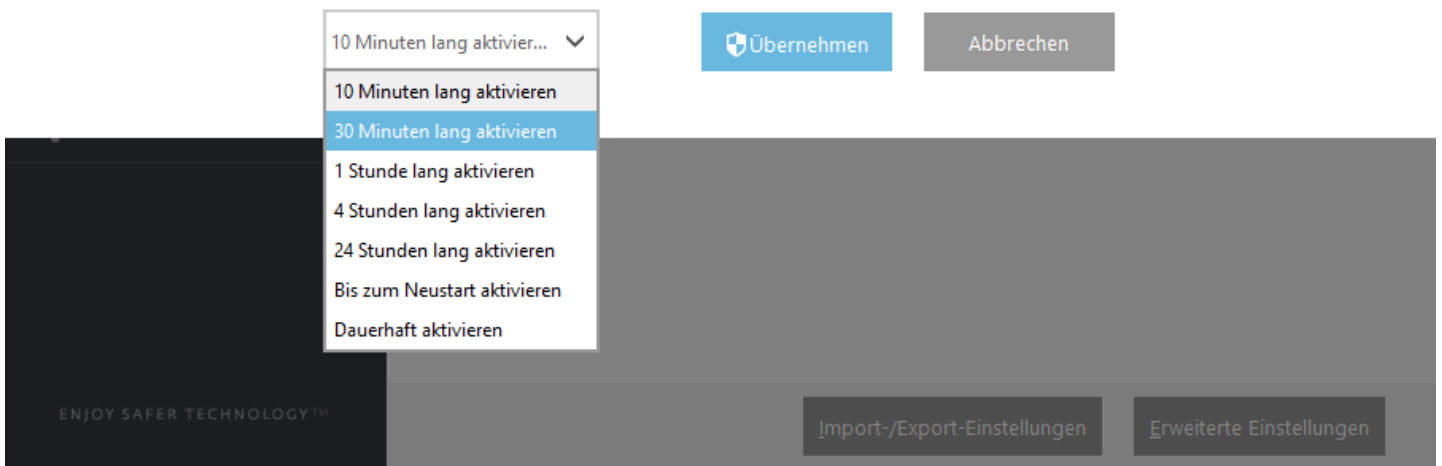 10 Minuten lang aktivier...
Übernehmen
Abbrechen
10 Minuten lang aktivieren
30 Minuten lang aktivieren
1 Stunde lang aktivieren
4 Stunden lang aktivieren
24 Stunden lang aktivieren
Bis zum Neustart aktivieren
Dauerhaft aktivieren
ENJOY SAFER TECHNOLOGY™
Import-/Export-Einstellungen
Erweiterte Einstellungen